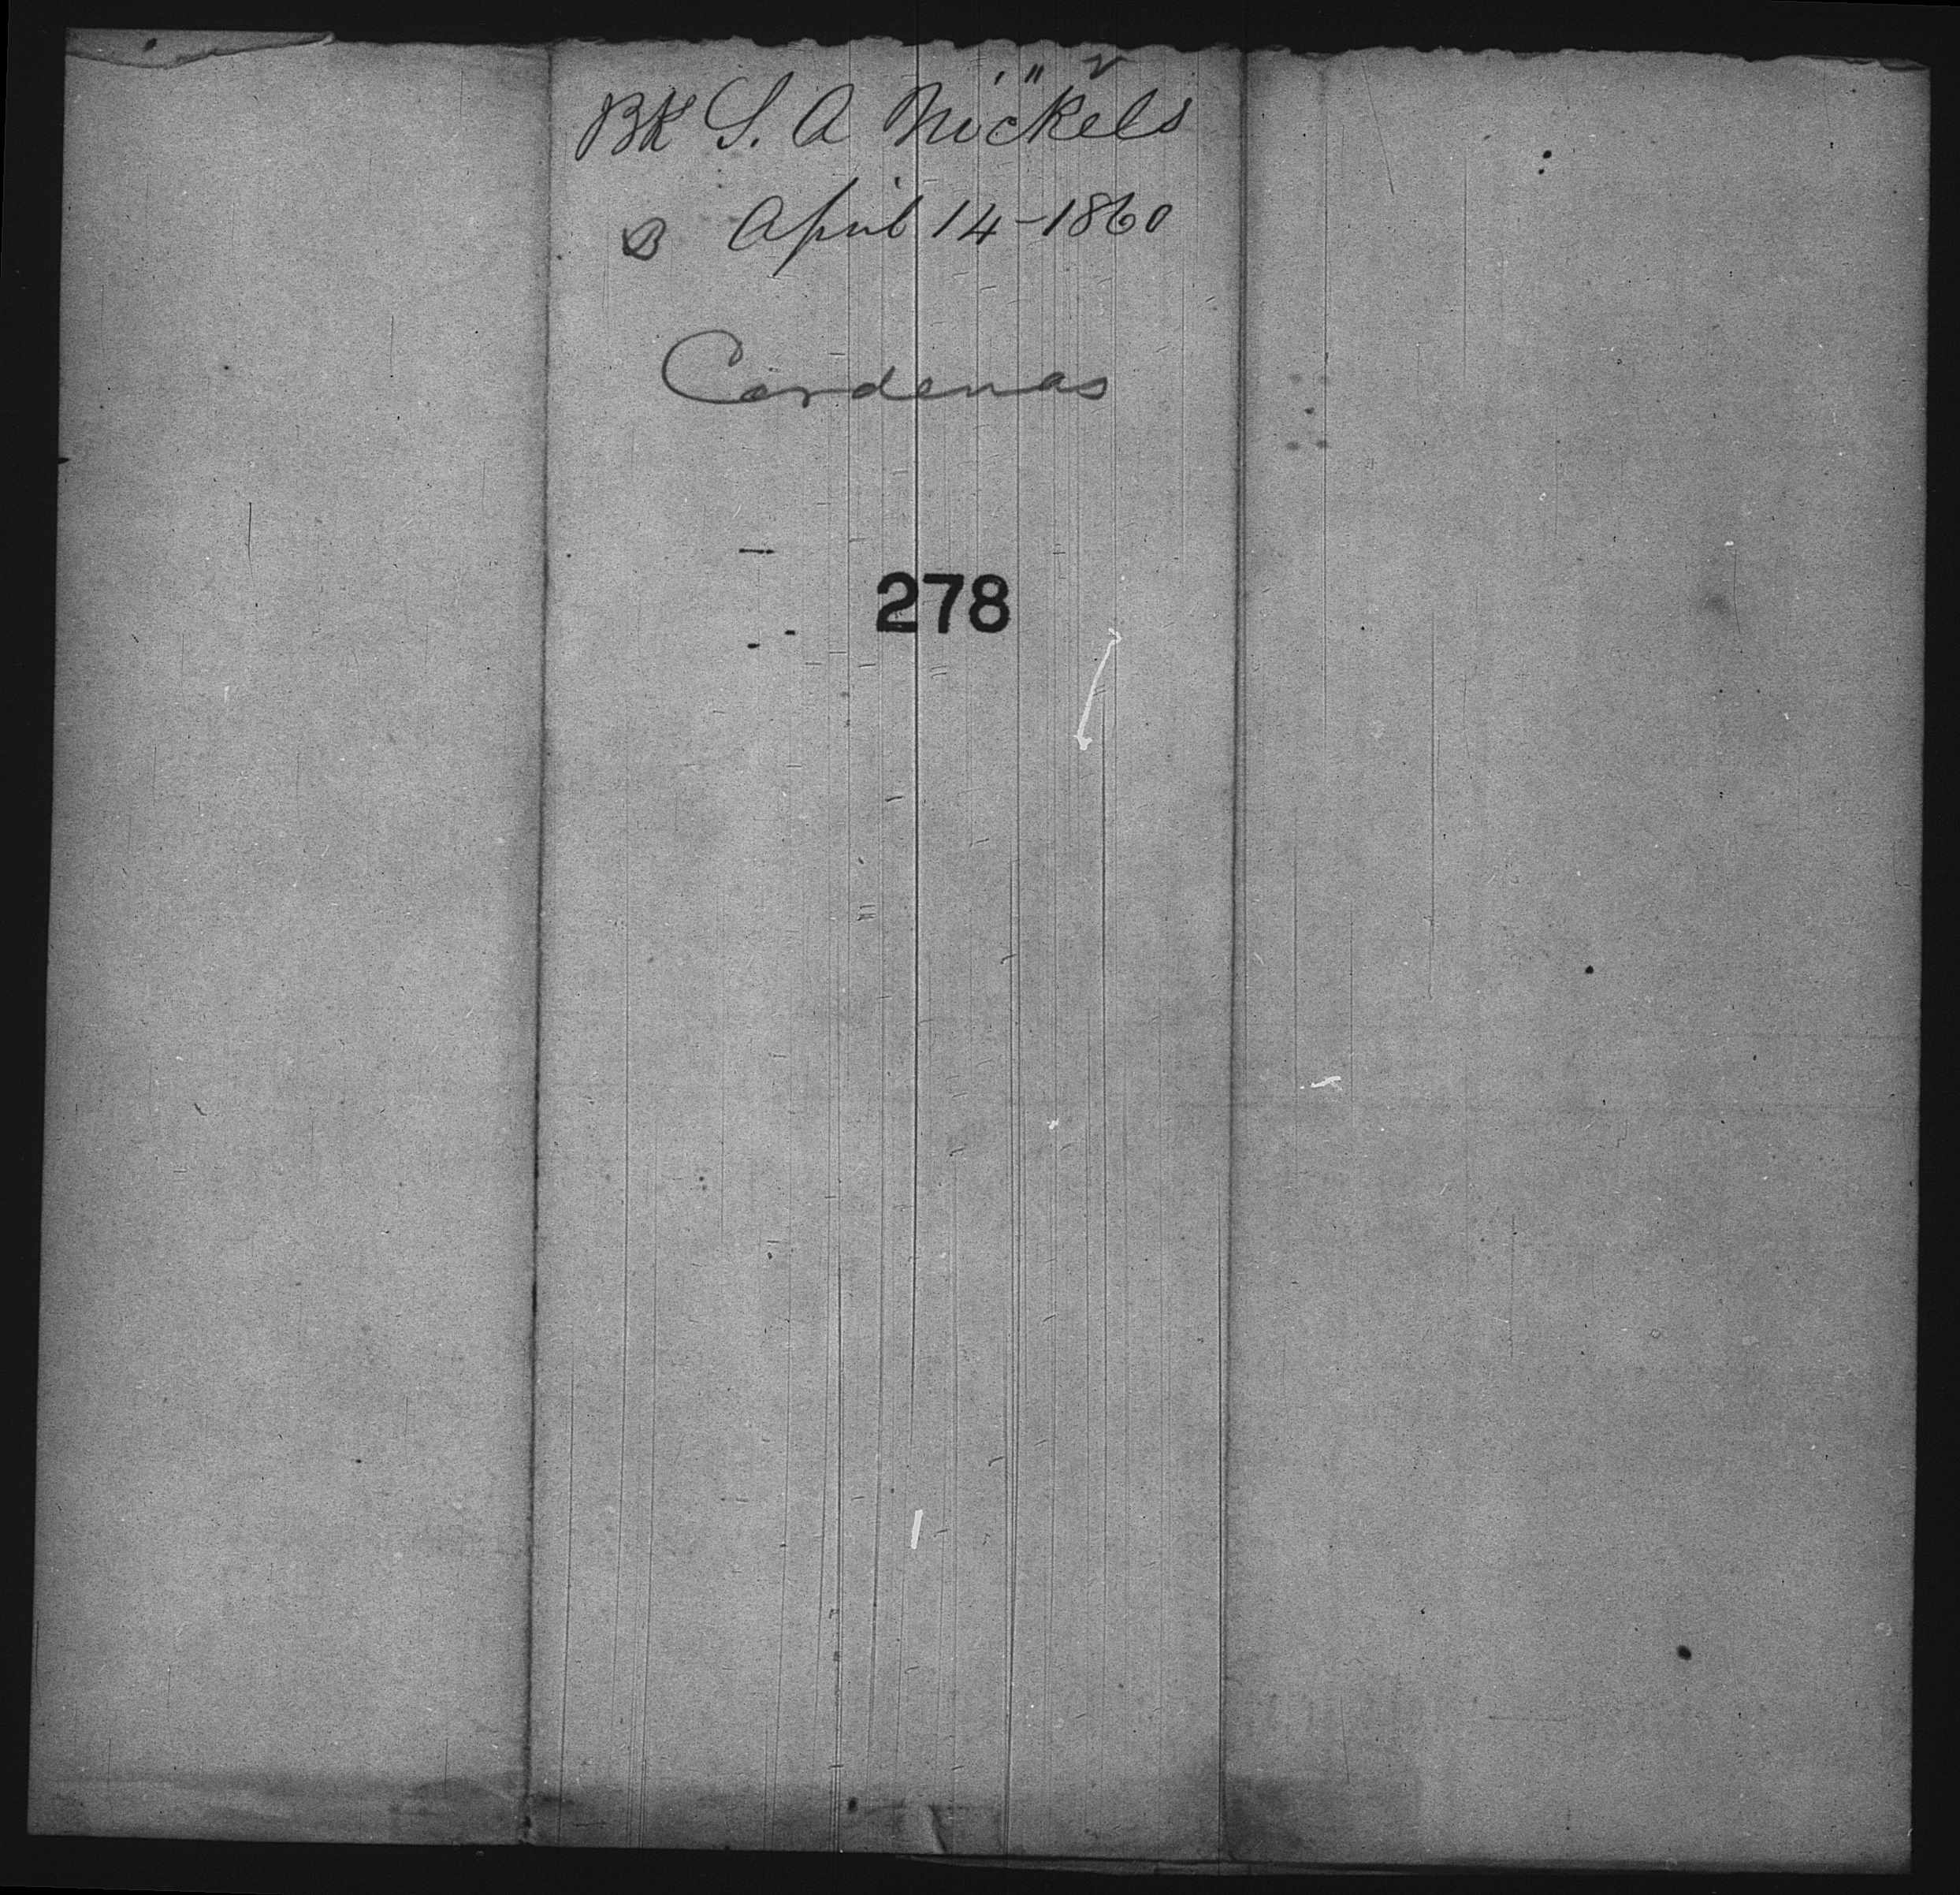 BK S. A Nickels
B April 14-1860
Cardenas
278